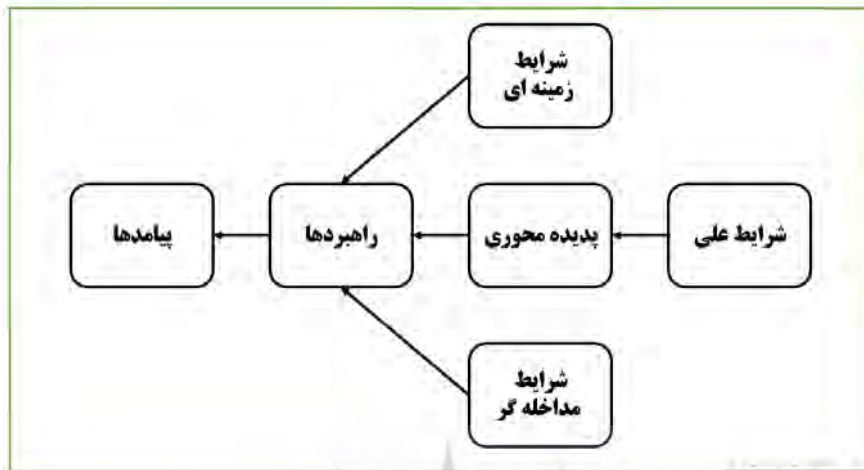 شرایط
زمینه ای
شرایط علی
پدیده محوری
راهبردها
پیامدها
شرایط
مداخله گر